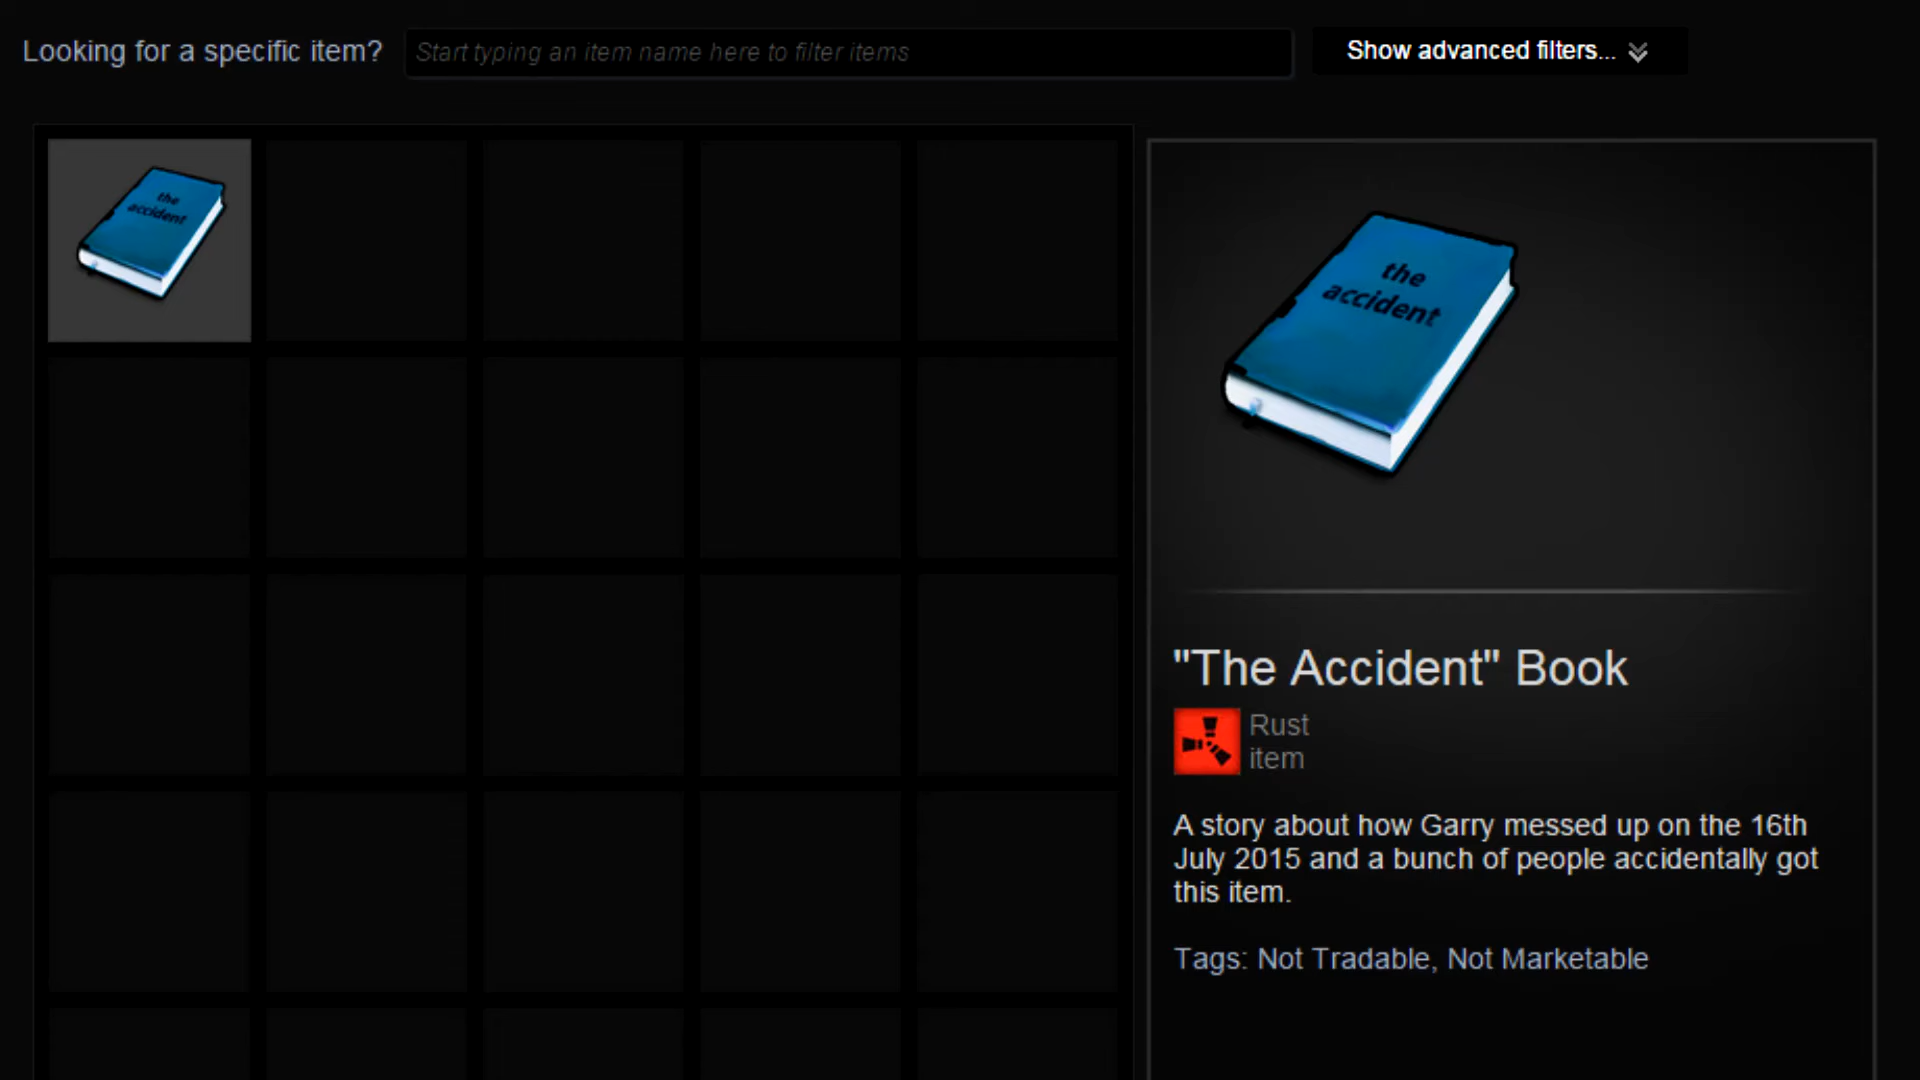 Looking for a specific item?
Start typing an item name here to filter items
Show advanced filters...
the
accident
the
accident
"The Accident" Book
Rust
item
A story about how Garry messed up on the 16th
July 2015 and a bunch of people accidentally got
this item.
Tags: Not Tradable, Not Marketable